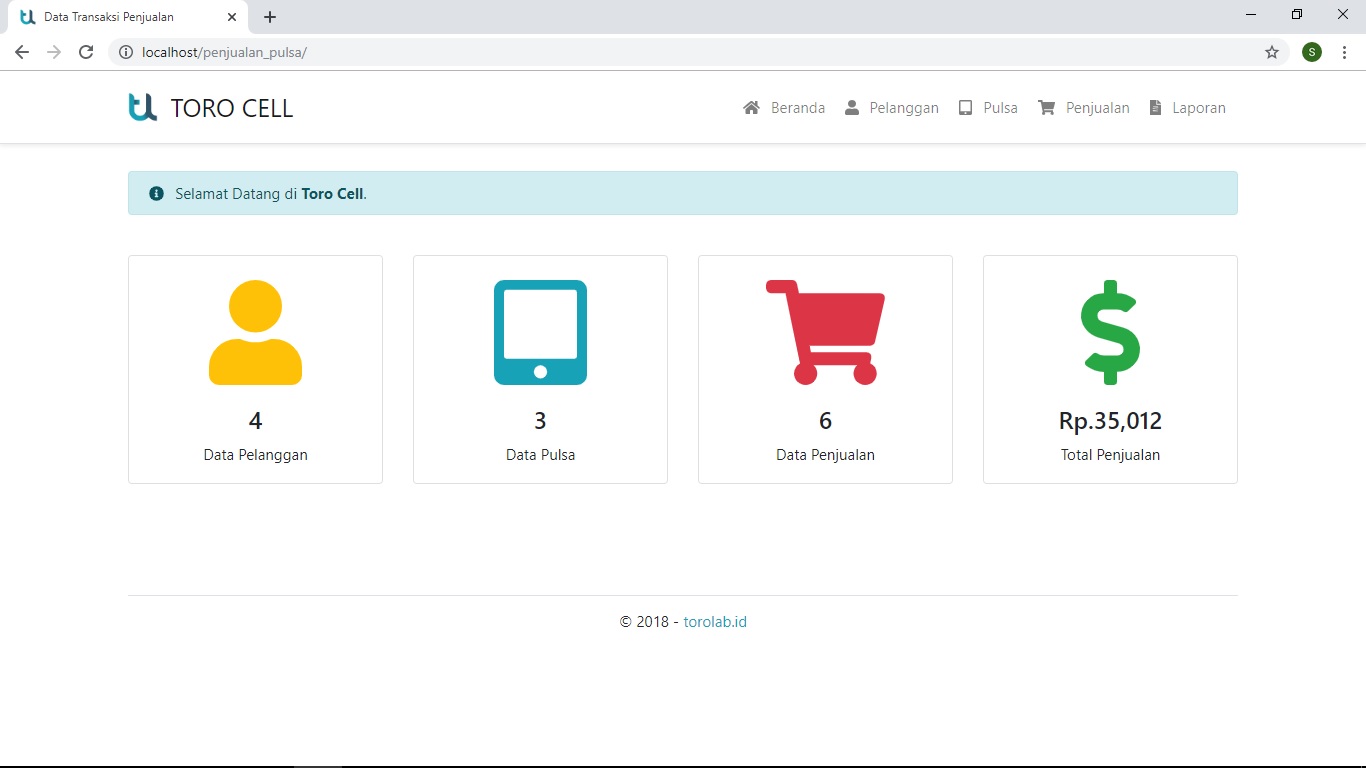 Data Transaksi Penjualan
localhost/penjualan_pulsa/
S
TORO CELL
Beranda Pelanggan Pulsa Penjualan Laporan
Selamat Datang di Toro Cell.
4
Data Pelanggan
3
Data Pulsa
6
Data Penjualan
Rp.35,012
Total Penjualan
© 2018 - torolab.id